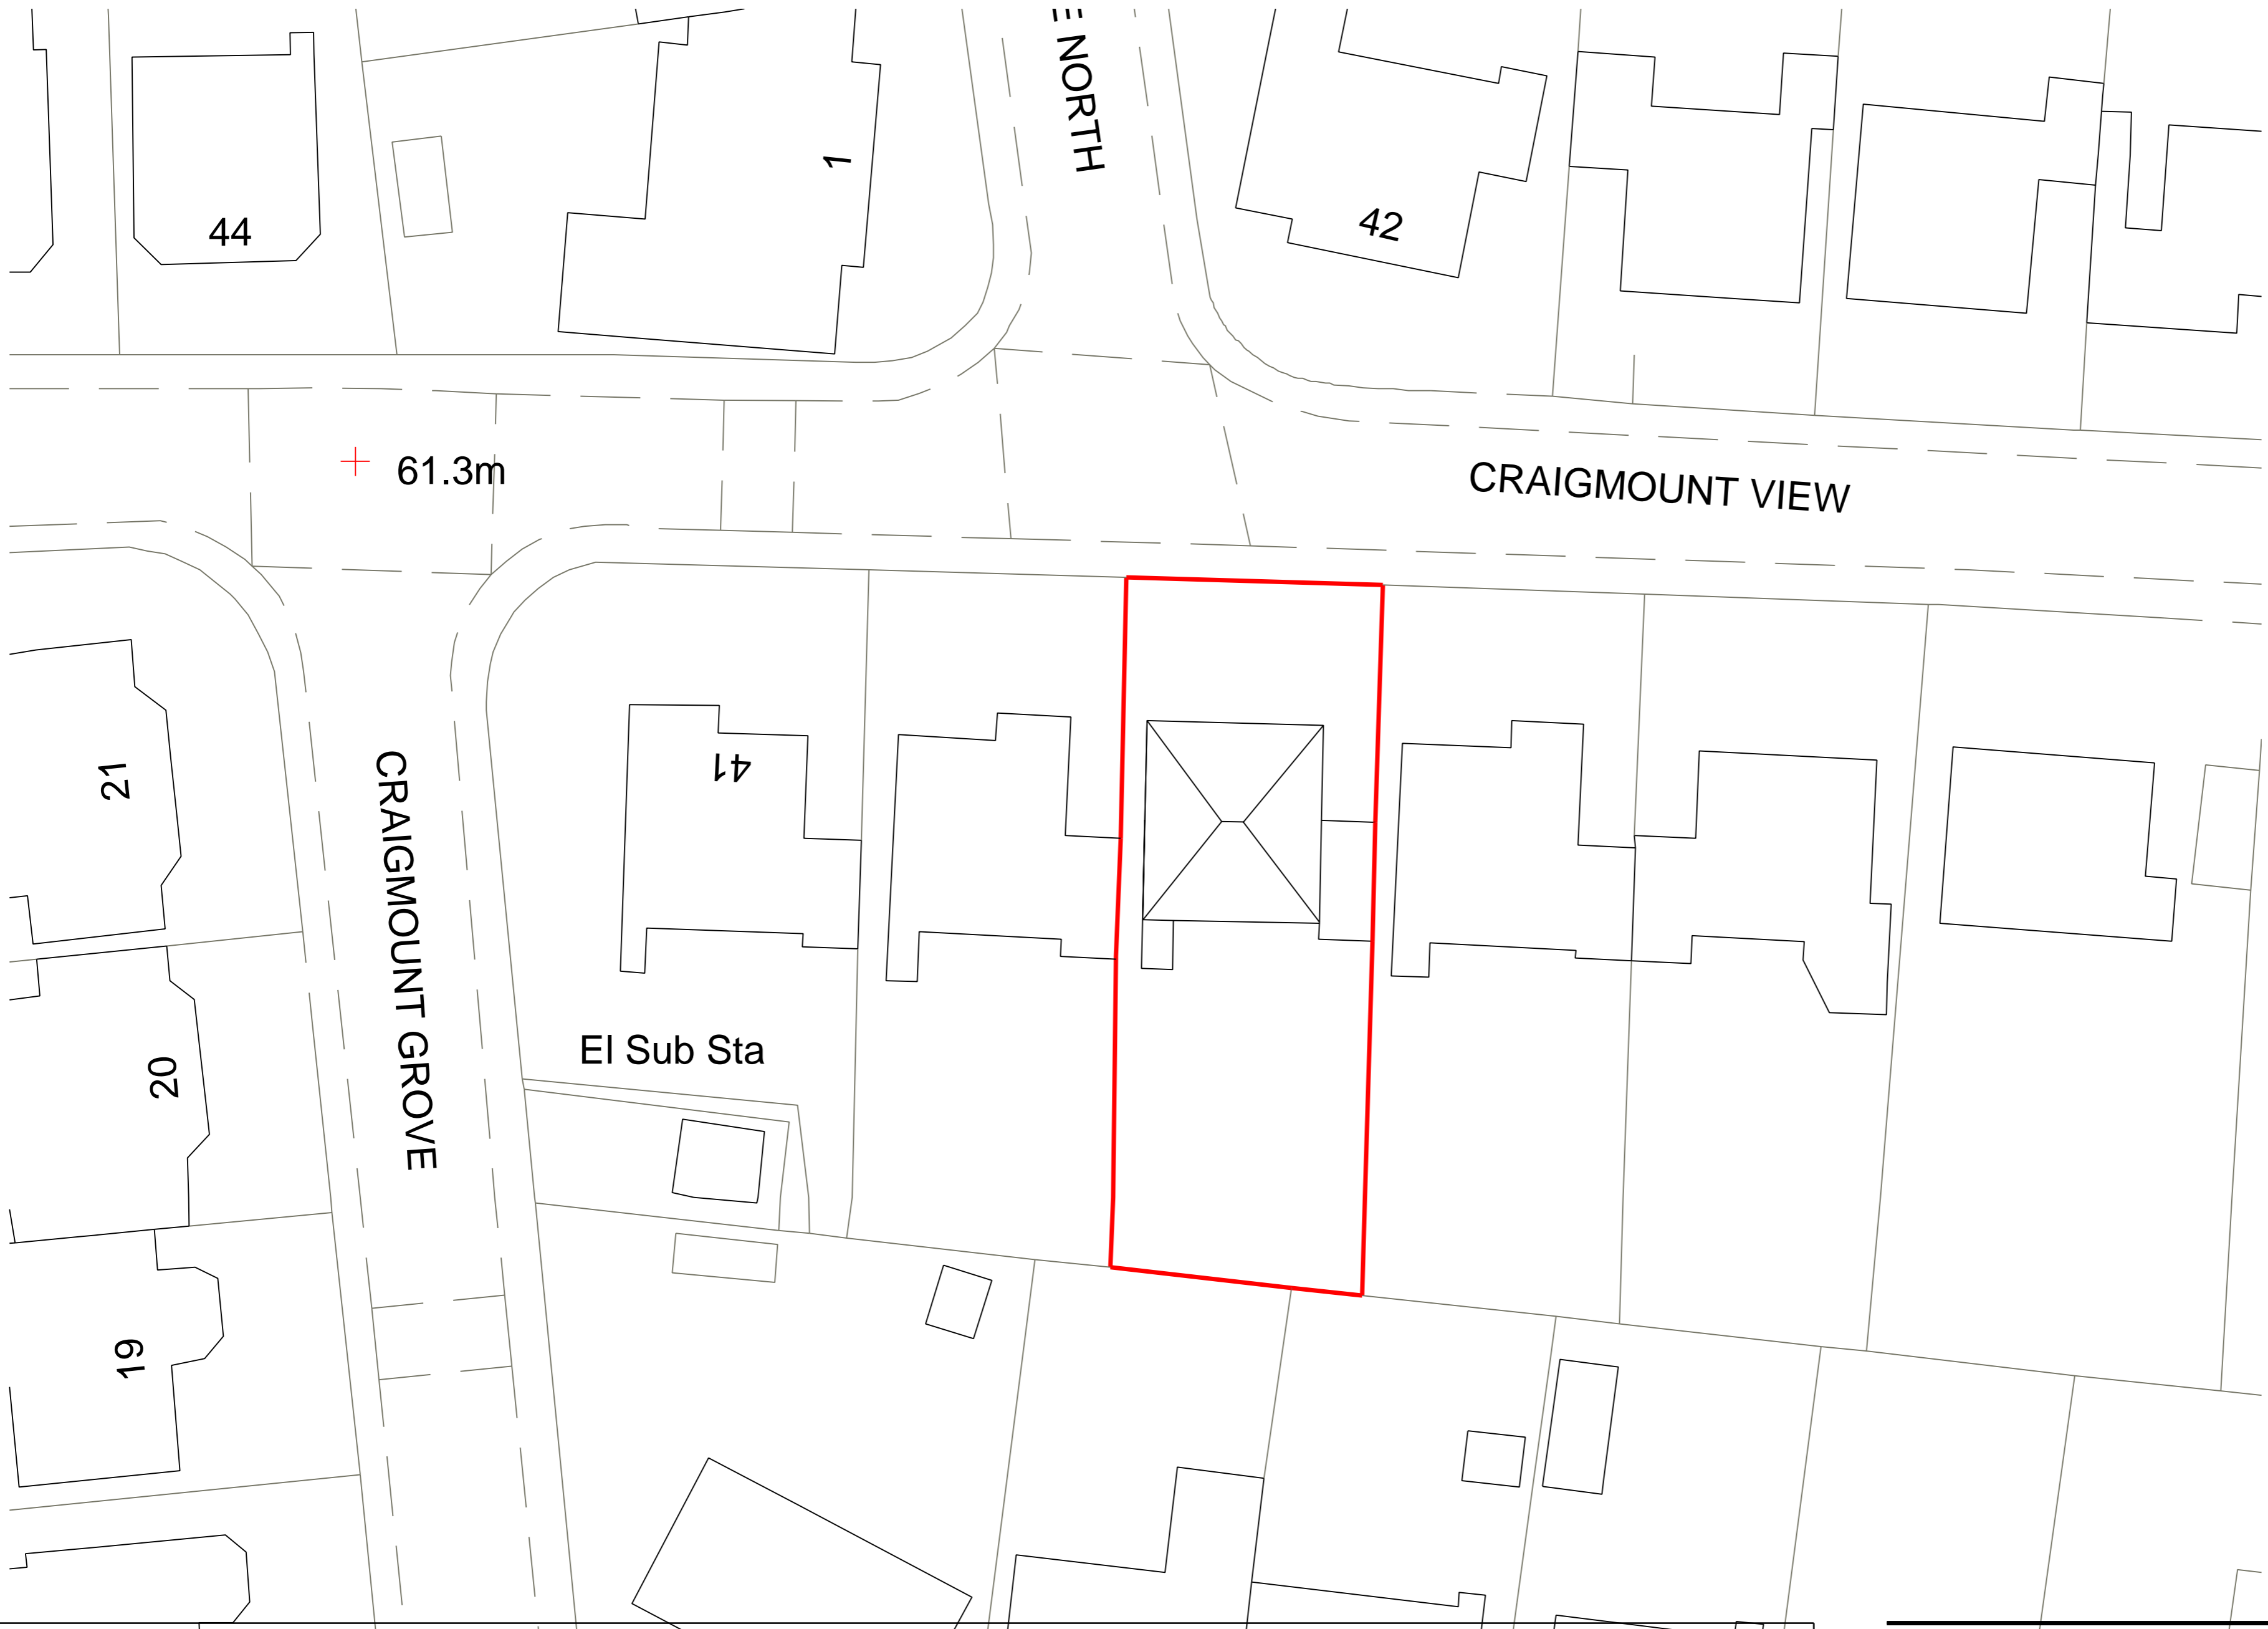 E NORTH
1
44
42
61.3m
CRAIGMOUNT VIEW
41
21
CRAIGMOUNT GROVE
El Sub Sta
20
19